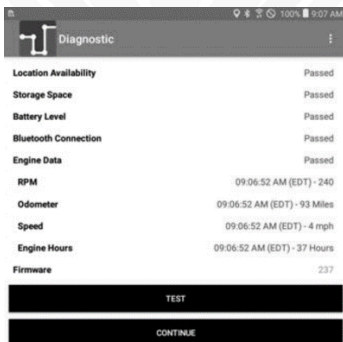 100% 9:07 AM
Diagnostic
Location Availability Passed
Storage Space Passed
Battery Level Passed
Bluetooth Connection Passed
Engine Data Passed
RPM 09:06:52 AM (EDT) - 240
Odometer 09:06:52 AM (EDT) - 93 Miles
Speed 09:06:52 AM (EDT) - 4 mph
Engine Hours 09:06:52 AM (EDT) - 37 Hours
Firmware 237
TEST
CONTINUE